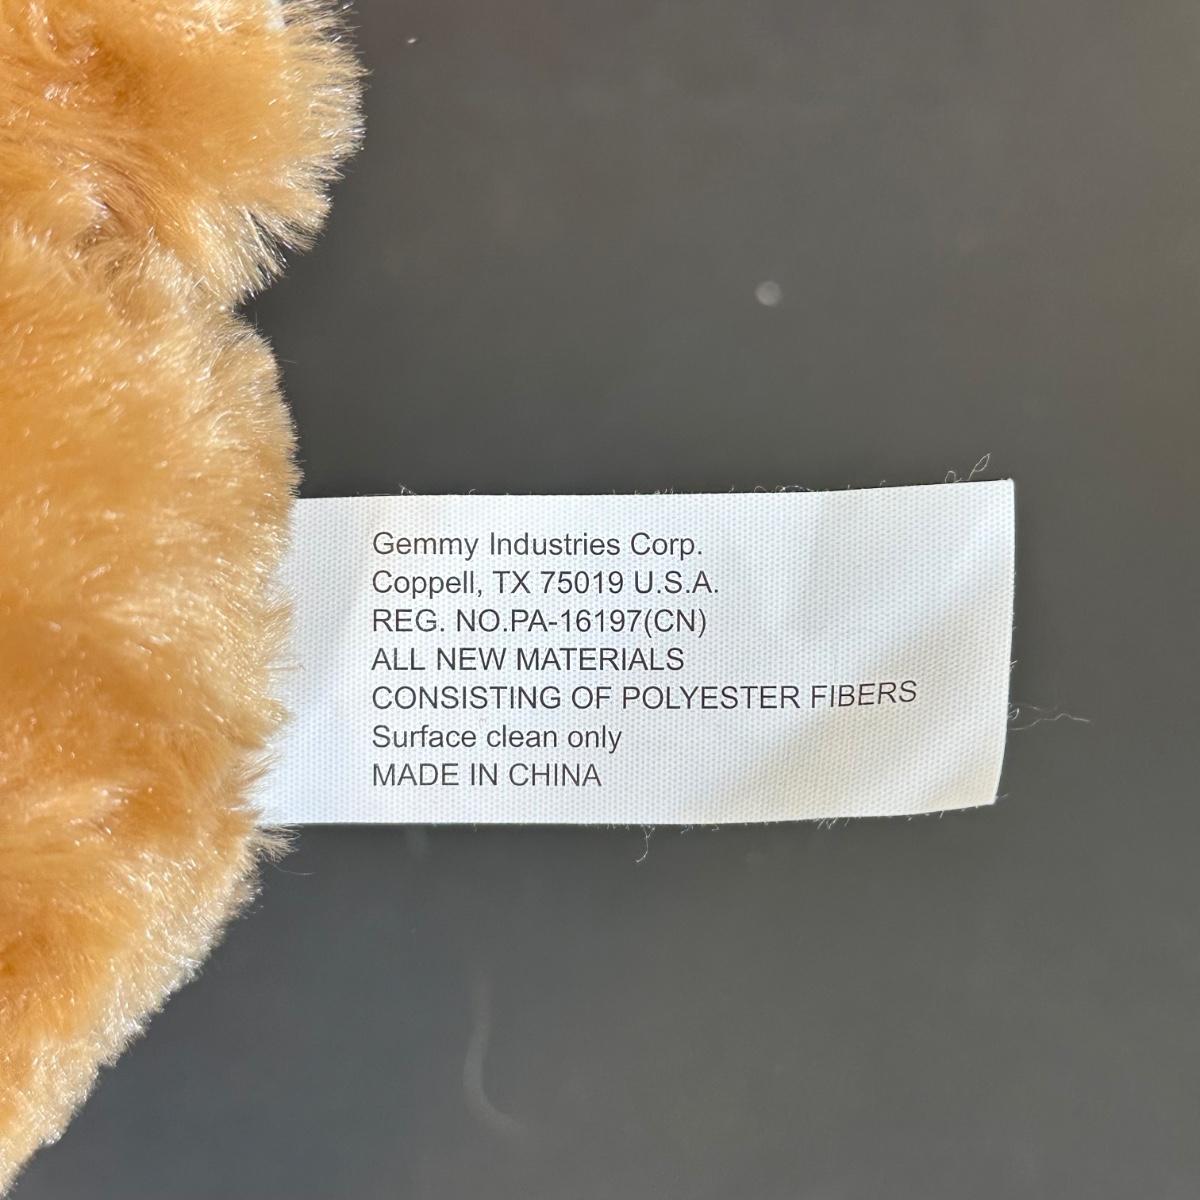 Gemmy Industries Corp.
Coppell, TX 75019 U.S.A.
REG. NO.PA-16197(CN)
ALL NEW MATERIALS
CONSISTING OF POLYESTER FIBERS
Surface clean only
MADE IN CHINA